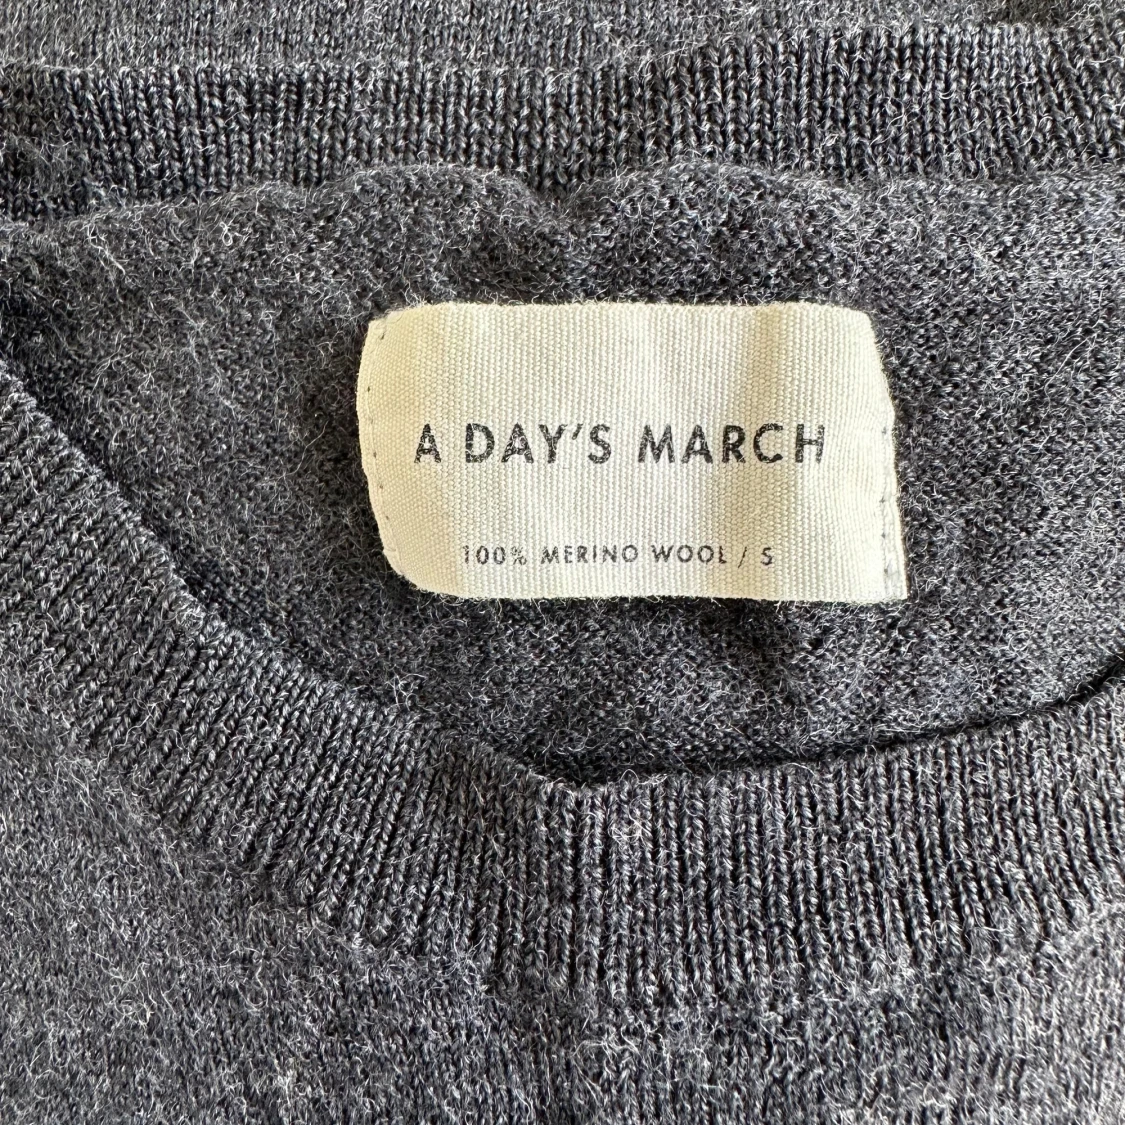 A DAY'S MARCH
100% MERINO WOOL / S